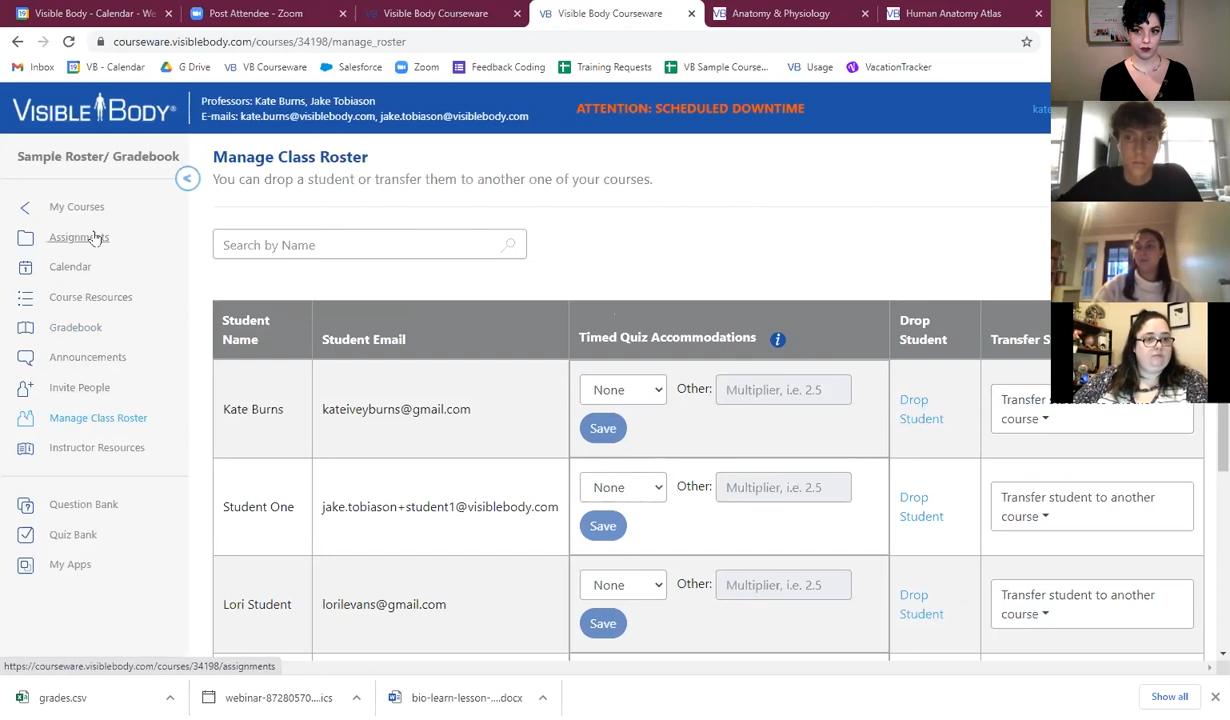 Visible Body - Calendar - We
Post Attendee - Zoom
Visible Body Courseware
Visible Body Courseware
Anatomy & Physiology
Human Anatomy Atlas
courseware.visiblebody.com/courses/34198/manage_roster
Inbox
VB - Calendar
G Drive
VB Courseware
Salesforce
Zoom
Feedback Coding
Training Requests
VB Sample Course...
Usage
VacationTracker
VISIBLE BODY®
Professors: Kate Burns, Jake Tobiason
E-mails: kate.burns@visiblebody.com, jake.tobiason@visiblebody.com
ATTENTION: SCHEDULED DOWNTIME
kate
Sample Roster/ Gradebook
My Courses
Assignments
Calendar
Course Resources
Gradebook
Announcements
Invite People
Manage Class Roster
Instructor Resources
Question Bank
Quiz Bank
My Apps
Manage Class Roster
You can drop a student or transfer them to another one of your courses.
Search by Name
Student
Name
Student Email
Timed Quiz Accommodations
Drop
Student
Transfer S
Kate Burns
kateiveyburns@gmail.com
None
Other:
Multiplier, i.e. 2.5
Save
Drop
Student
Transfer student to another
course
Student One
jake.tobiason+student1@visiblebody.com
None
Other:
Multiplier, i.e. 2.5
Save
Drop
Student
Transfer student to another
course
Lori Student
lorilevans@gmail.com
None
Other:
Multiplier, i.e. 2.5
Save
Drop
Student
Transfer student to another
course
https://courseware.visiblebody.com/courses/34198/assignments
grades.csv
webinar-87280570....ics
bio-learn-lesson-....docx
Show all